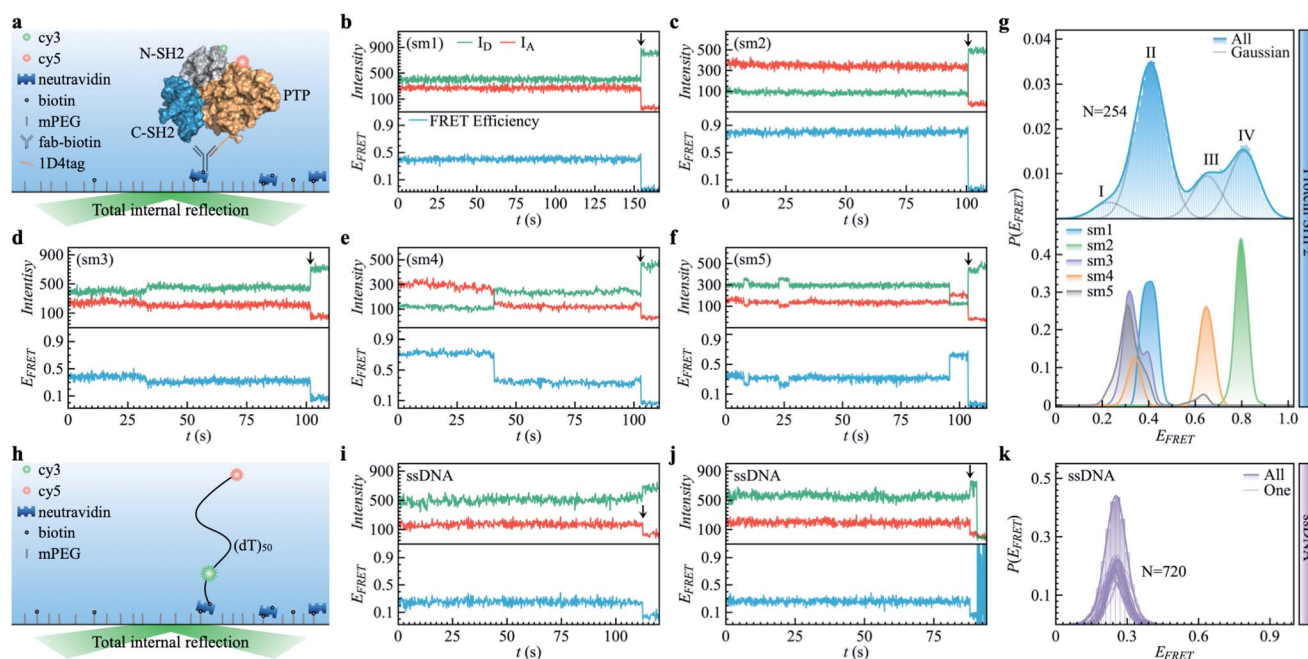 a
cy3
cy5
neutravidin
biotin
mPEG
fab-biotin
1D4tag
N-SH2
PTP
C-SH2
Total internal reflection
b
(sm1)
I_D
I_A
Intensity
900
500
100
FRET Efficiency
E_FRET
0.9
0.5
0.1
0 25 50 75 100 125 150
t (s)
c
(sm2)
Intensity
500
300
100
E_FRET
0.9
0.5
0.1
0 25 50 75 100
t (s)
d
(sm3)
Intentisy
900
500
100
E_FRET
0.9
0.5
0.1
0 25 50 75 100
t (s)
e
(sm4)
Intensity
500
300
100
E_FRET
0.9
0.5
0.1
0 25 50 75 100
t (s)
f
(sm5)
Intensity
500
300
100
E_FRET
0.9
0.5
0.1
0 25 50 75 100
t (s)
g
All
Gaussian
N=254
I
II
III
IV
0.04
0.03
0.02
0.01
P(E_FRET)
sm1
sm2
sm3
sm4
sm5
0.4
0.3
0.2
0.1
0
0 0.2 0.4 0.6 0.8 1.0
E_FRET
h
cy3
cy5
neutravidin
biotin
mPEG
(dT)50
Total internal reflection
i
ssDNA
Intensity
900
500
100
E_FRET
0.9
0.5
0.1
0 25 50 75 100
t (s)
j
ssDNA
Intensity
900
500
100
E_FRET
0.9
0.5
0.1
0 25 50 75
t (s)
k
ssDNA
All
One
N=720
P(E_FRET)
0.5
0.3
0.1
0 0.3 0.6 0.9
E_FRET
ssDNA